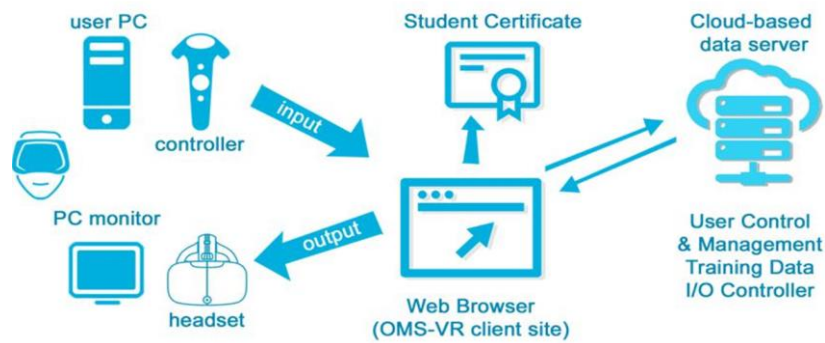 user PC
controller
input
PC monitor
headset
output
Student Certificate
Web Browser
(OMS-VR client site)
Cloud-based
data server
User Control
& Management
Training Data
I/O Controller